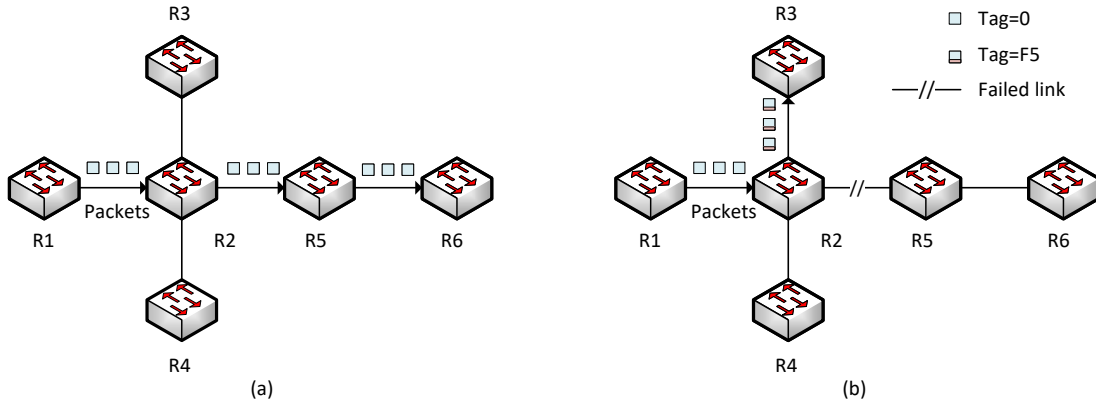 R3
Packets
R1
R2
R5
R6
R4
(a)
R3
Tag=0
Tag=F5
Failed link
Packets
R1
R2
R5
R6
R4
(b)